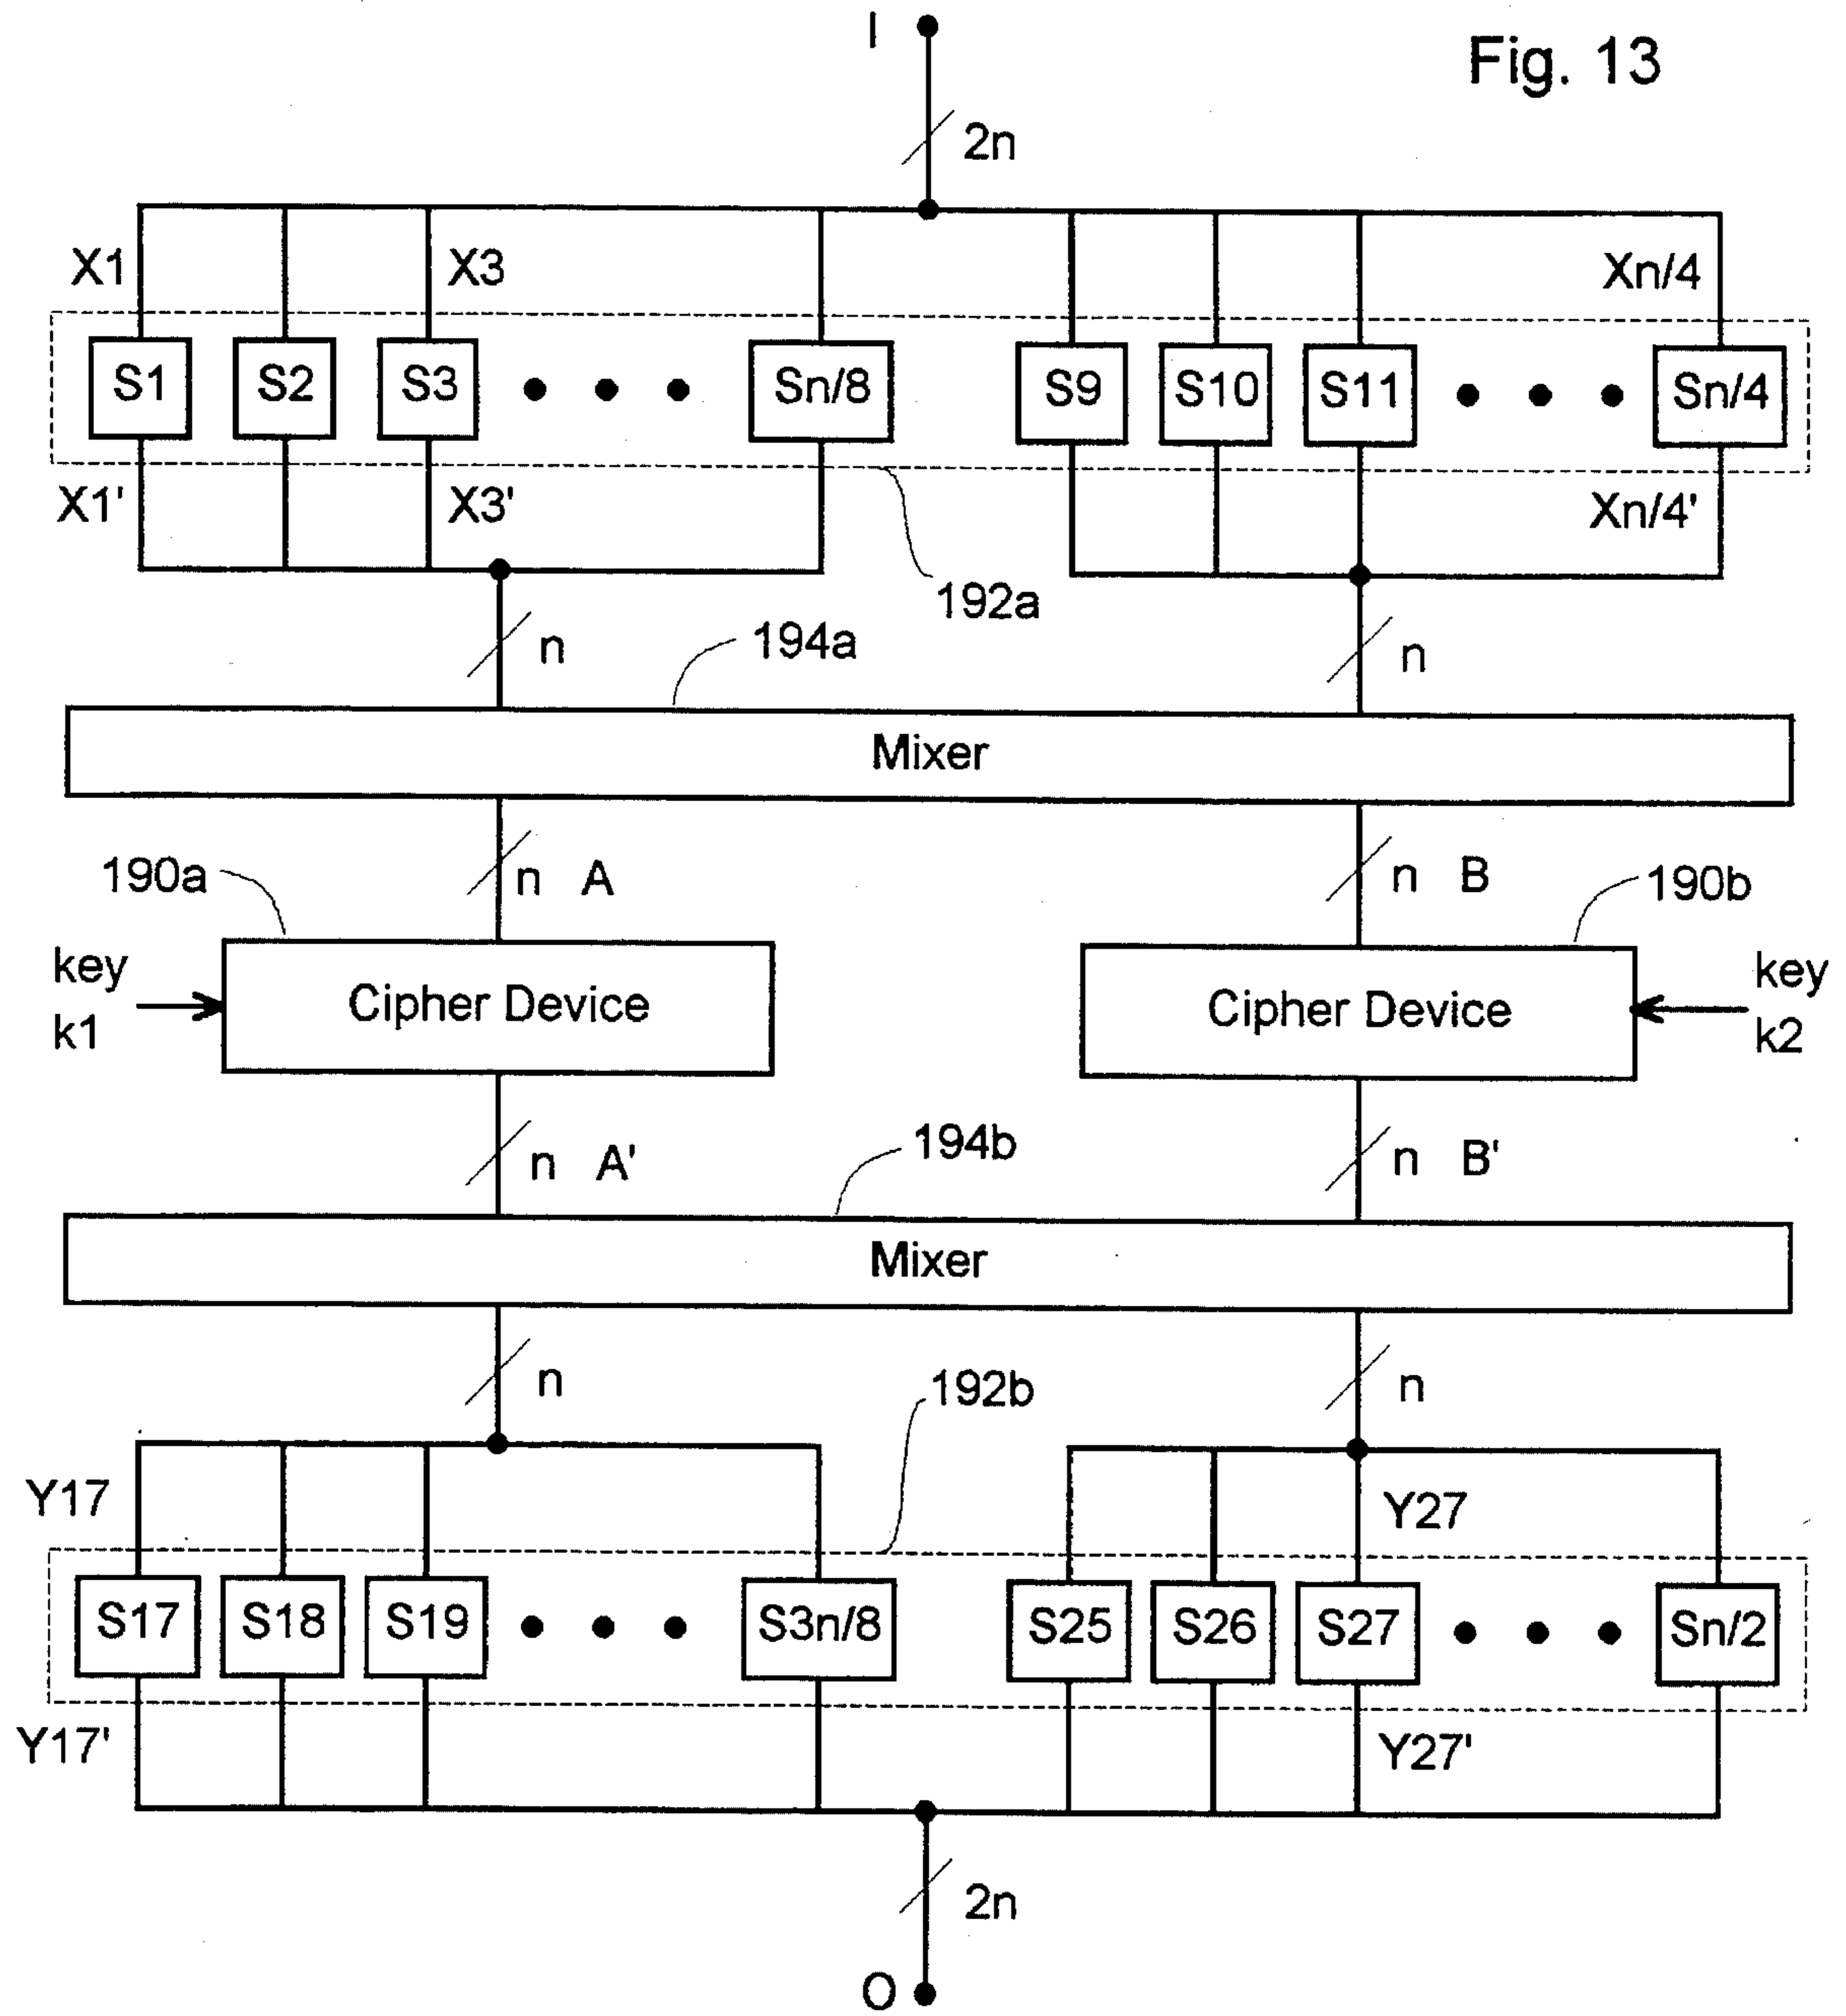 I
Fig. 13
2n
X1
X3
Xn/4
S1
S2
S3
Sn/8
S9
S10
S11
Sn/4
X1'
X3'
Xn/4'
192a
n
194a
n
Mixer
190a
n A
n B
190b
key
k1
Cipher Device
Cipher Device
key
k2
n A'
194b
n B'
Mixer
n
192b
n
Y17
Y27
S17
S18
S19
S3n/8
S25
S26
S27
Sn/2
Y17'
Y27'
2n
O